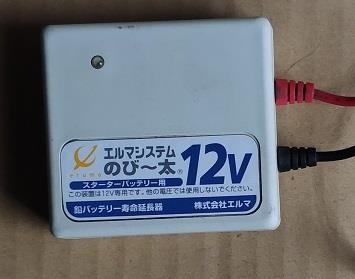 エルマシステム
のび～太® 12V
eruma
スターターバッテリー用
この装置は12V専用です。他の電圧では使用しないでください。
鉛バッテリー寿命延長器 株式会社エルマ